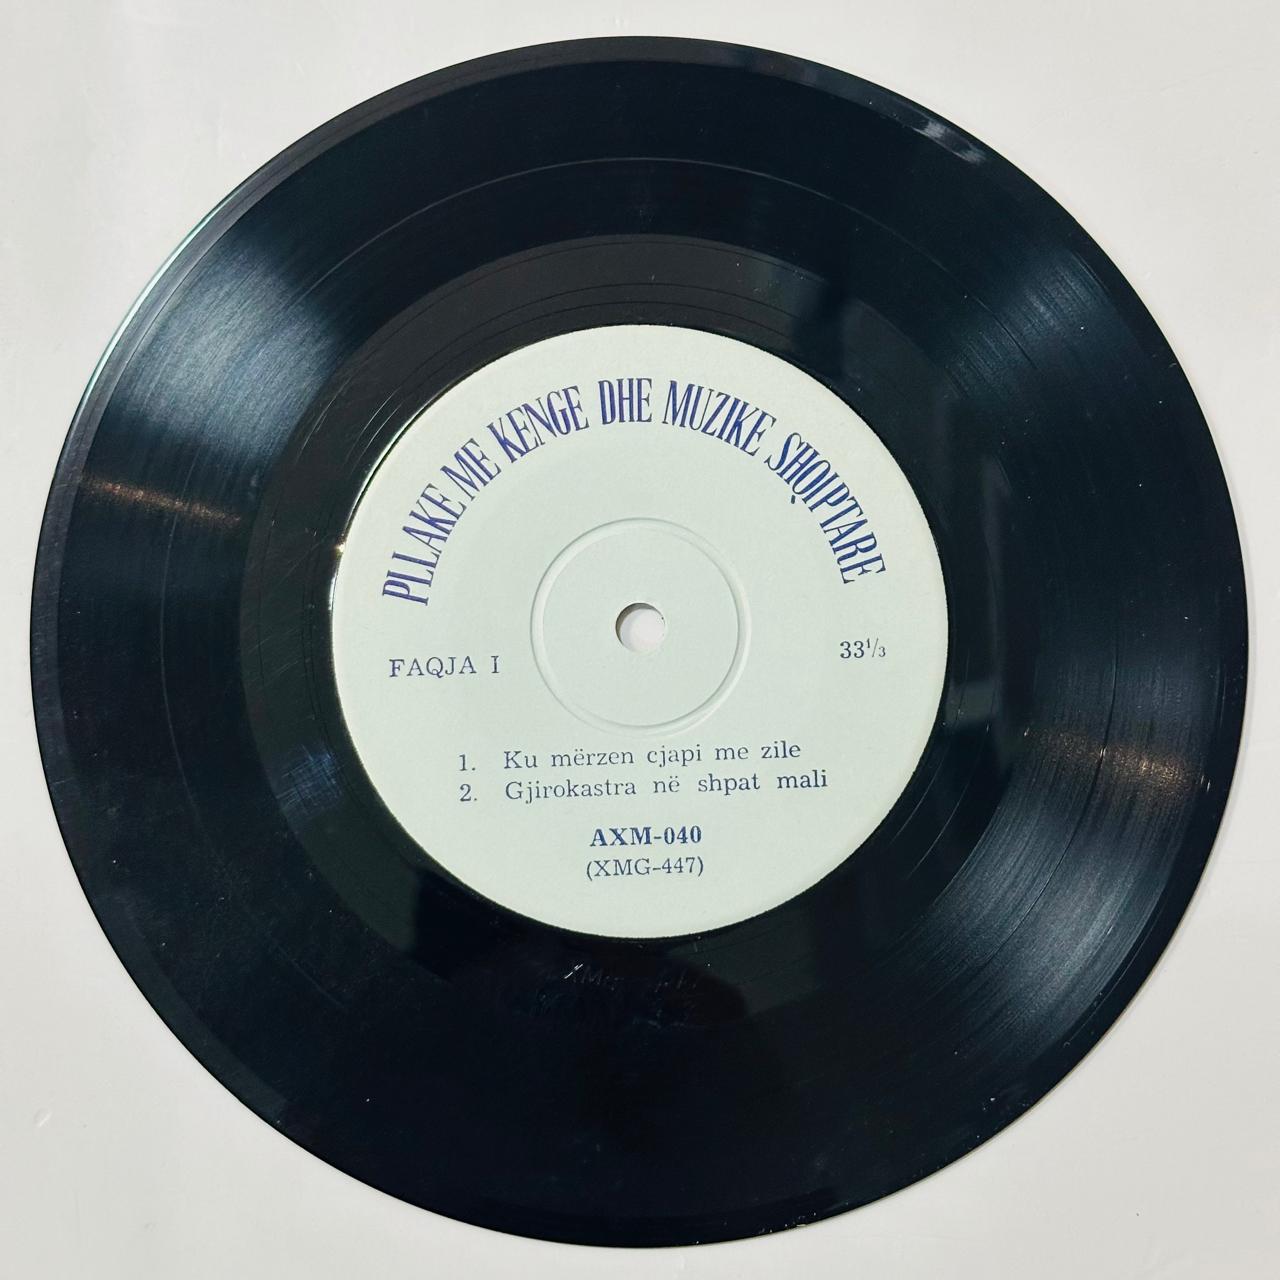 PLLAKE ME KENGE DHE MUZIKE SHQIPTARE
FAQJA I
33⅓
1. Ku mërzen cjapi me zile
2. Gjirokastra në shpat mali
AXM-040
(XMG-447)